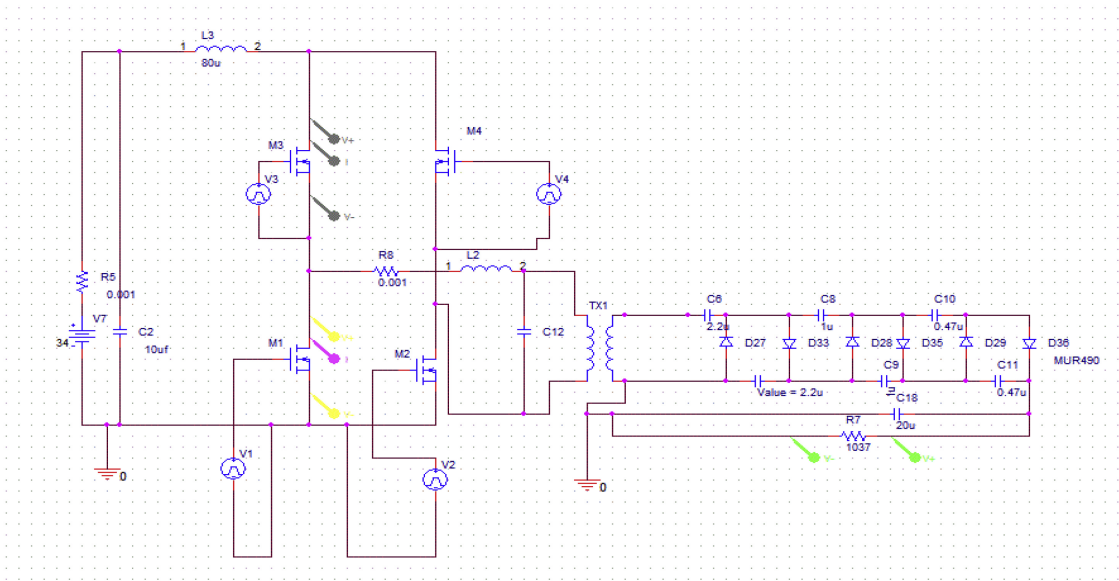 L3
1 2
80u
M4
M3
V+
I
V3
V4
V-
R8
L2
1 2
0.001
R5
0.001
TX1
C6
C8
C10
2.2u
1u
0.47u
V7
34
C2
10uf
C12
V+
M1
I
M2
D27
D33
D28
D35
D29
D36
MUR490
C9
C11
1u
Value = 2.2u
0.47u
V-
C18
20u
R7
1037
V1
V2
V-
V+
0
0